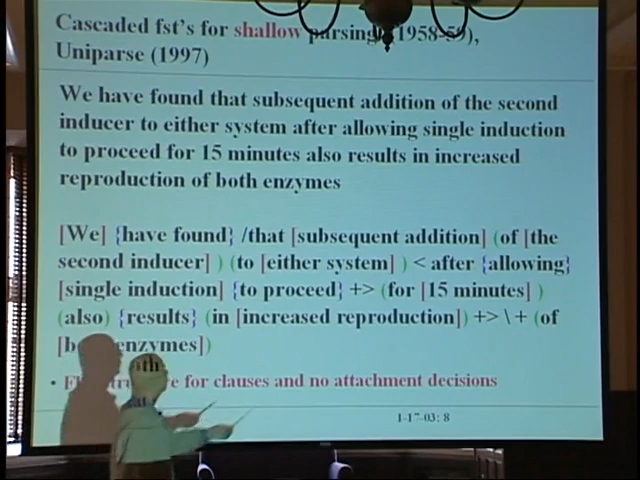 Cascaded fst's for shallow parsing (1958-59),
Uniparse (1997)
We have found that subsequent addition of the second
inducer to either system after allowing single induction
to proceed for 15 minutes also results in increased
reproduction of both enzymes
[We] {have found} /that [subsequent addition] (of [the
second inducer] ) (to [either system] ) < after {allowing}
[single induction] {to proceed} +> (for [15 minutes] )
(also) {results} (in [increased reproduction]) +> \ + (of
enzymes])
• for clauses and no attachment decisions
1-17-03: 8